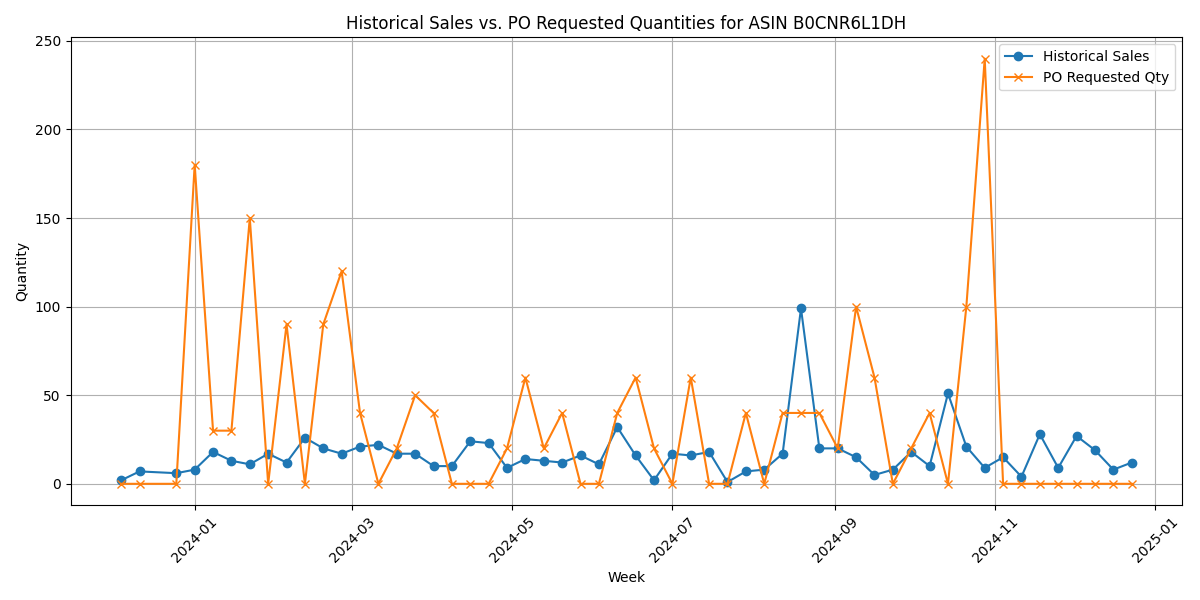 Historical Sales vs. PO Requested Quantities for ASIN B0CNR6L1DH
Historical Sales
PO Requested Qty
Quantity
250
200
150
100
50
0
2024-01
2024-03
2024-05
2024-07
2024-09
2024-11
2025-01
Week